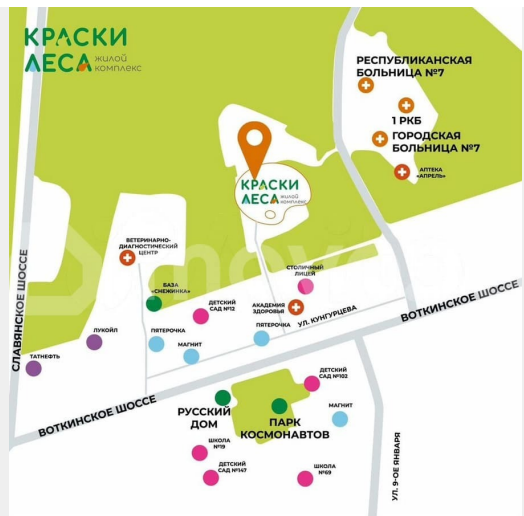 КРАСКИ
ЛЕСА жилой
комплекс
РЕСПУБЛИКАНСКАЯ
БОЛЬНИЦА №7
1 РКБ
ГОРОДСКАЯ
БОЛЬНИЦА №7
АПТЕКА
«АПРЕЛЬ»
КРАСКИ
ЛЕСА жилой
комплекс
ВЕТЕРИНАРНО-
ДИАГНОСТИЧЕСКИЙ
ЦЕНТР
СТОЛИЧНЫЙ
ЛИЦЕЙ
БАЗА
«СНЕЖИНКА»
ДЕТСКИЙ
САД №12
АКАДЕМИЯ
ЗДОРОВЬЯ
УЛ. КУНГУРЦЕВА
ВОТКИНСКОЕ ШОССЕ
СЛАВЯНСКОЕ ШОССЕ
ЛУКОЙЛ
ПЯТЕРОЧКА
ПЯТЕРОЧКА
МАГНИТ
ТАТНЕФТЬ
ДЕТСКИЙ
САД №102
ВОТКИНСКОЕ ШОССЕ
РУССКИЙ
ДОМ
ПАРК
КОСМОНАВТОВ
МАГНИТ
ШКОЛА
№19
ДЕТСКИЙ
САД №147
ШКОЛА
№69
УЛ. 9-ОЕ ЯНВАРЯ